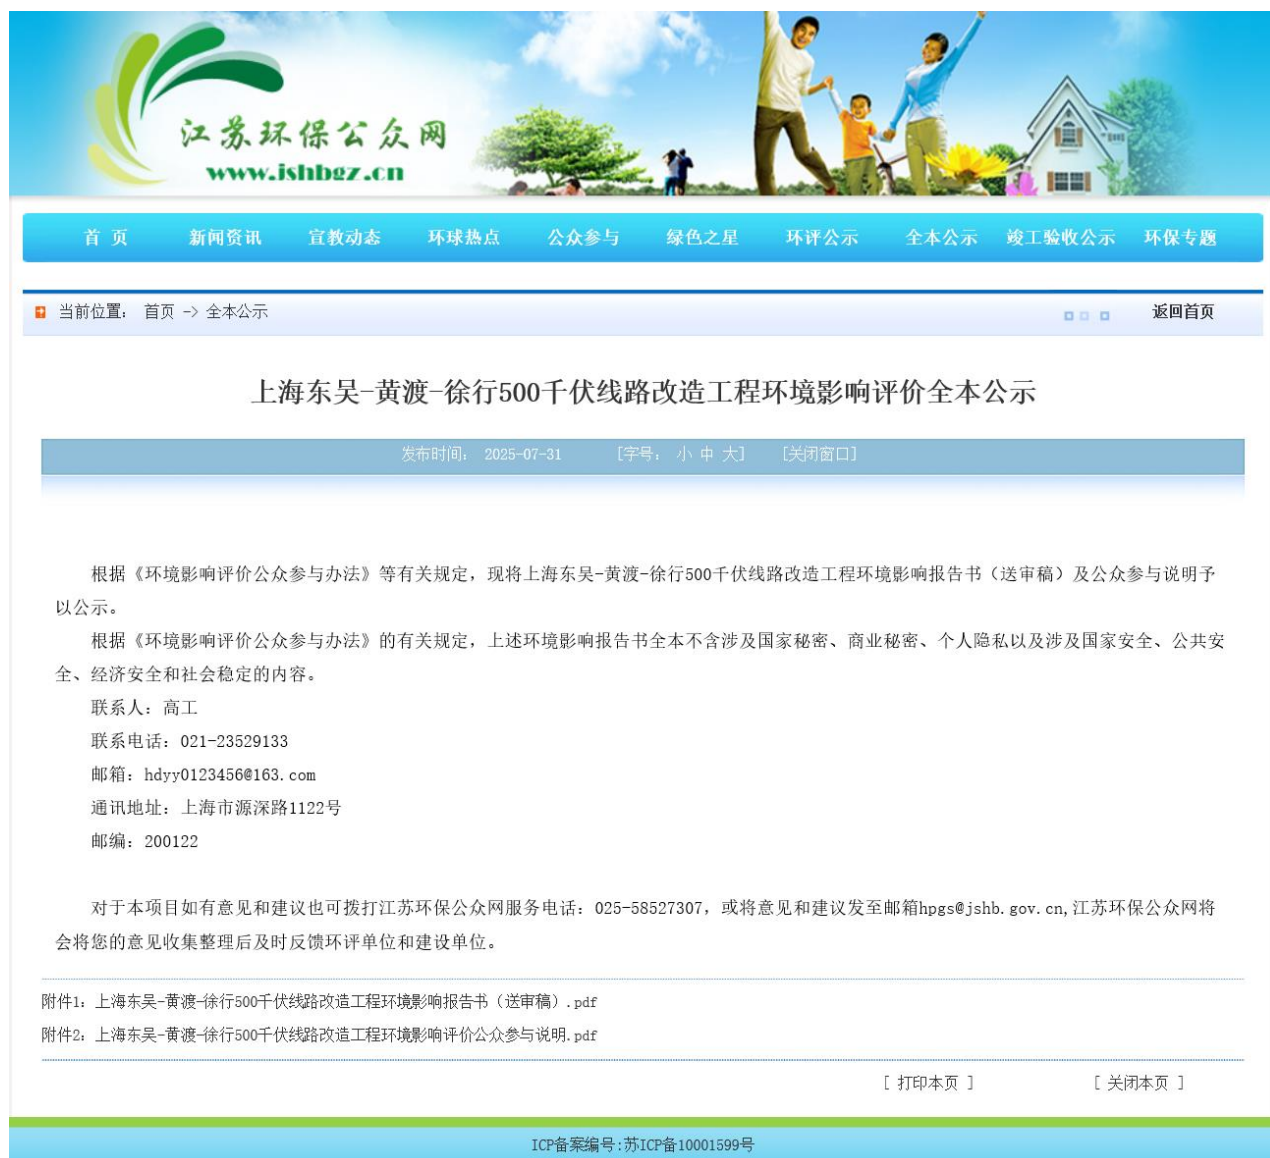 江苏环保公众网
www.jshbgz.cn
首 页 新闻资讯 宣教动态 环球热点 公众参与 绿色之星 环评公示 全本公示 竣工验收公示 环保专题
当前位置： 首页 -> 全本公示 返回首页
上海东吴-黄渡-徐行500千伏线路改造工程环境影响评价全本公示
发布时间： 2025-07-31 [字号： 小 中 大] [关闭窗口]
根据《环境影响评价公众参与办法》等有关规定，现将上海东吴-黄渡-徐行500千伏线路改造工程环境影响报告书（送审稿）及公众参与说明予
以公示。
根据《环境影响评价公众参与办法》的有关规定，上述环境影响报告书全本不含涉及国家秘密、商业秘密、个人隐私以及涉及国家安全、公共安
全、经济安全和社会稳定的内容。
联系人：高工
联系电话：021-23529133
邮箱：hdyy0123456@163.com
通讯地址：上海市源深路1122号
邮编：200122
对于本项目如有意见和建议也可拨打江苏环保公众网服务电话：025-58527307，或将意见和建议发至邮箱hpgs@jshb.gov.cn,江苏环保公众网将
会将您的意见收集整理后及时反馈环评单位和建设单位。
附件1：上海东吴-黄渡-徐行500千伏线路改造工程环境影响报告书（送审稿）.pdf
附件2：上海东吴-黄渡-徐行500千伏线路改造工程环境影响评价公众参与说明.pdf
[ 打印本页 ] [ 关闭本页 ]
ICP备案编号:苏ICP备10001599号